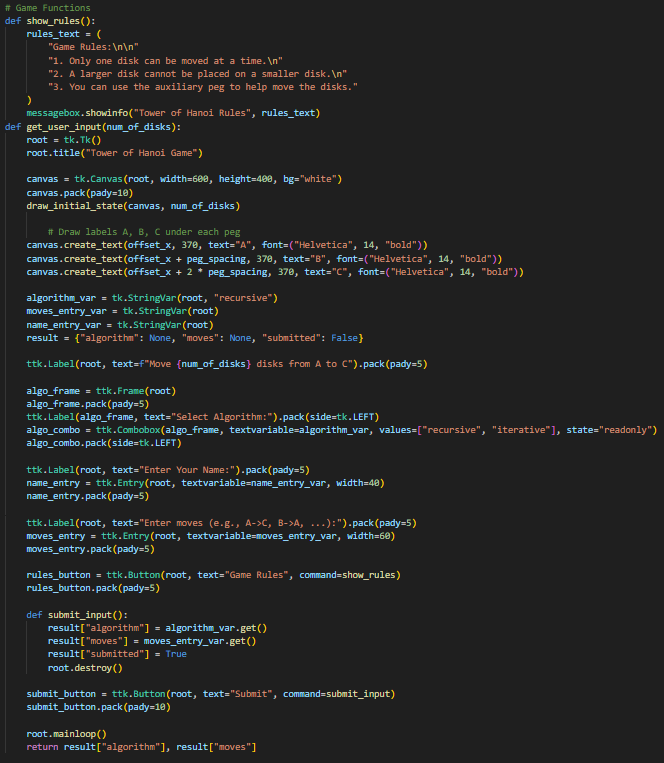 # Game Functions
def show_rules():
    rules_text = (
        "Game Rules:\n\n"
        "1. Only one disk can be moved at a time.\n"
        "2. A larger disk cannot be placed on a smaller disk.\n"
        "3. You can use the auxiliary peg to help move the disks."
    )
    messagebox.showinfo("Tower of Hanoi Rules", rules_text)
def get_user_input(num_of_disks):
    root = tk.Tk()
    root.title("Tower of Hanoi Game")

    canvas = tk.Canvas(root, width=600, height=400, bg="white")
    canvas.pack(pady=10)
    draw_initial_state(canvas, num_of_disks)

        # Draw labels A, B, C under each peg
    canvas.create_text(offset_x, 370, text="A", font=("Helvetica", 14, "bold"))
    canvas.create_text(offset_x + peg_spacing, 370, text="B", font=("Helvetica", 14, "bold"))
    canvas.create_text(offset_x + 2 * peg_spacing, 370, text="C", font=("Helvetica", 14, "bold"))

    algorithm_var = tk.StringVar(root, "recursive")
    moves_entry_var = tk.StringVar(root)
    name_entry_var = tk.StringVar(root)
    result = {"algorithm": None, "moves": None, "submitted": False}

    ttk.Label(root, text=f"Move {num_of_disks} disks from A to C").pack(pady=5)

    algo_frame = ttk.Frame(root)
    algo_frame.pack(pady=5)
    ttk.Label(algo_frame, text="Select Algorithm:").pack(side=tk.LEFT)
    algo_combo = ttk.Combobox(algo_frame, textvariable=algorithm_var, values=["recursive", "iterative"], state="readonly")
    algo_combo.pack(side=tk.LEFT)

    ttk.Label(root, text="Enter Your Name:").pack(pady=5)
    name_entry = ttk.Entry(root, textvariable=name_entry_var, width=40)
    name_entry.pack(pady=5)

    ttk.Label(root, text="Enter moves (e.g., A->C, B->A, ...):").pack(pady=5)
    moves_entry = ttk.Entry(root, textvariable=moves_entry_var, width=60)
    moves_entry.pack(pady=5)

    rules_button = ttk.Button(root, text="Game Rules", command=show_rules)
    rules_button.pack(pady=5)

    def submit_input():
        result["algorithm"] = algorithm_var.get()
        result["moves"] = moves_entry_var.get()
        result["submitted"] = True
        root.destroy()

    submit_button = ttk.Button(root, text="Submit", command=submit_input)
    submit_button.pack(pady=10)

    root.mainloop()
    return result["algorithm"], result["moves"]